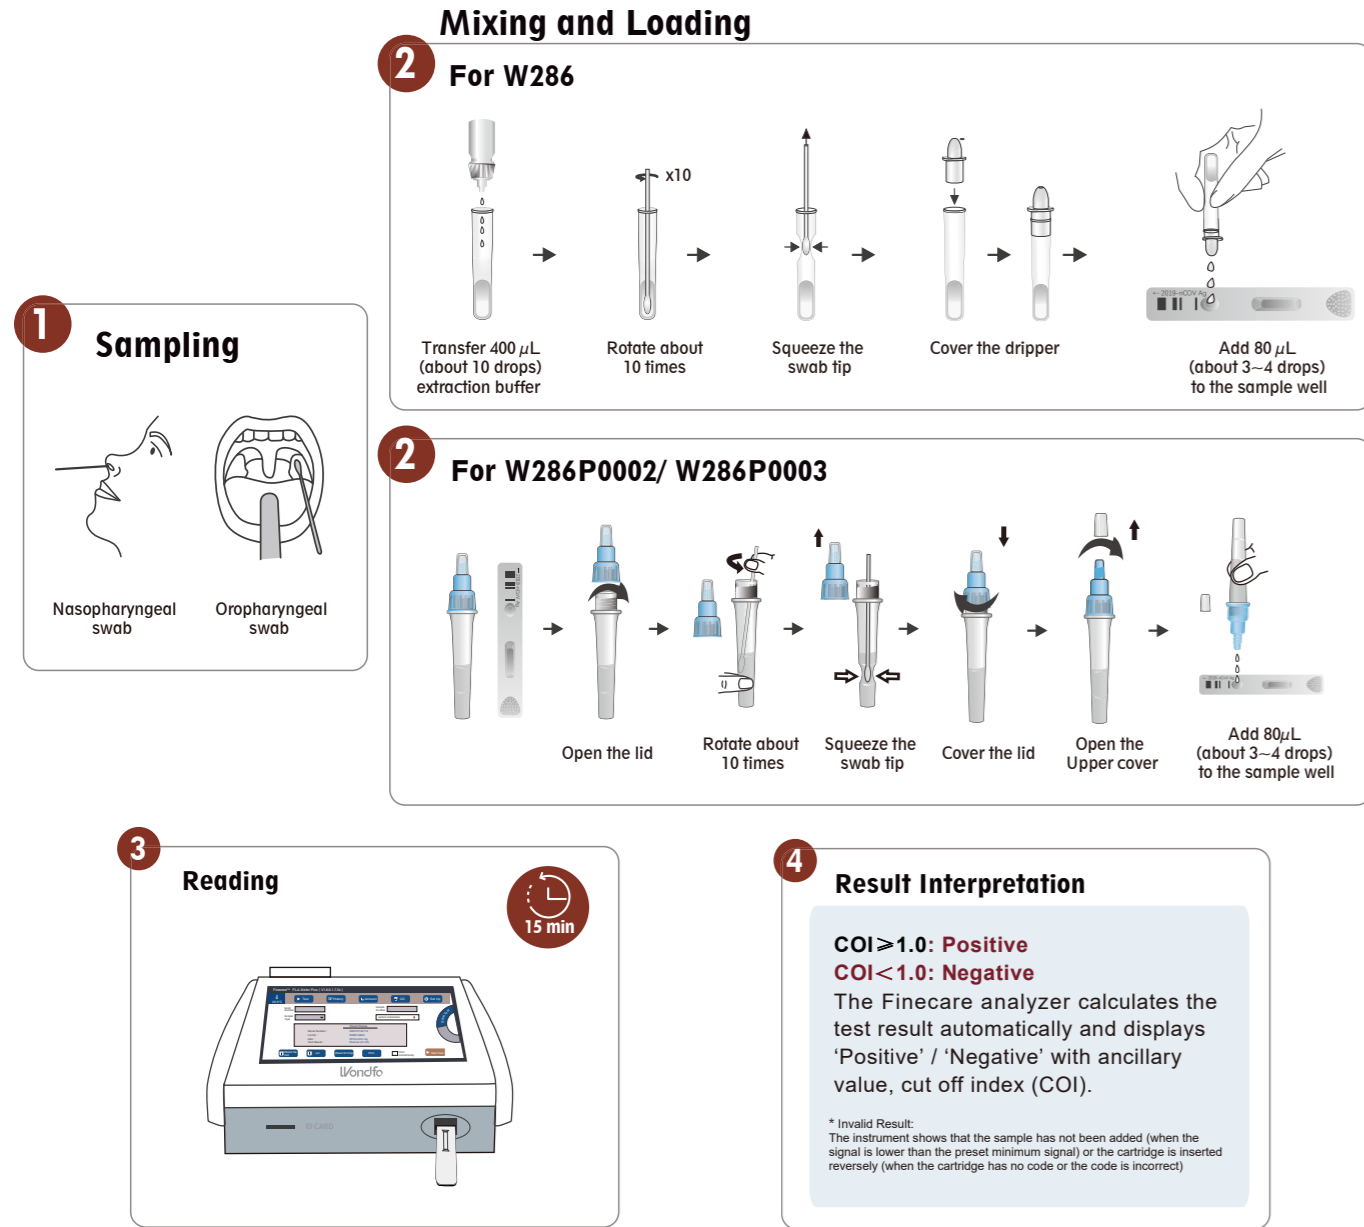 Mixing and Loading
1
Sampling
Nasopharyngeal
swab
Oropharyngeal
swab
2
For W286
x10
← 2019-nCOV Ag
Transfer 400 μL
(about 10 drops)
extraction buffer
Rotate about
10 times
Squeeze the
swab tip
Cover the dripper
Add 80 μL
(about 3~4 drops)
to the sample well
2
For W286P0002/ W286P0003
Open the lid
Rotate about
10 times
Squeeze the
swab tip
Cover the lid
Open the
Upper cover
Add 80μL
(about 3~4 drops)
to the sample well
3
Reading
15 min
Wondfo
ID CARD
4
Result Interpretation
COI⩾1.0: Positive
COI<1.0: Negative
The Finecare analyzer calculates the
test result automatically and displays
‘Positive’ / ‘Negative’ with ancillary
value, cut off index (COI).
* Invalid Result:
The instrument shows that the sample has not been added (when the
signal is lower than the preset minimum signal) or the cartridge is inserted
reversely (when the cartridge has no code or the code is incorrect)